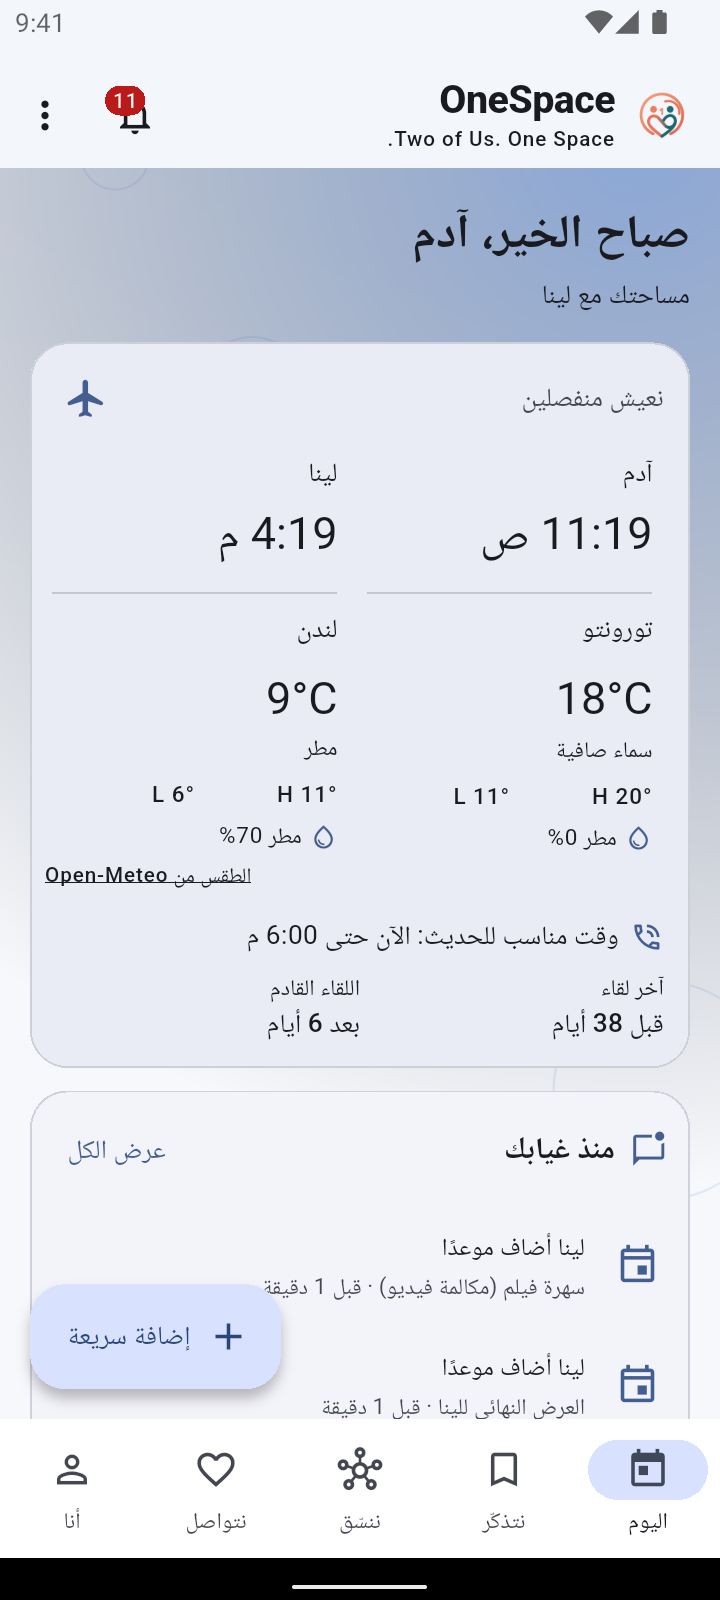 9:41
OneSpace
Two of Us. One Space.
11
صباح الخير، آدم
مساحتك مع لينا
نعيش منفصلين
آدم
11:19 ص
لينا
4:19 م
تورونتو
18°C
سماء صافية
H 20° L 11°
مطر 0%
لندن
9°C
مطر
H 11° L 6°
مطر 70%
الطقس من Open-Meteo
وقت مناسب للحديث: الآن حتى 6:00 م
آخر لقاء
قبل 38 أيام
اللقاء القادم
بعد 6 أيام
منذ غيابك
عرض الكل
لينا أضاف موعدًا
سهرة فيلم (مكالمة فيديو) · قبل 1 دقيقة
لينا أضاف موعدًا
العرض النهائي للينا · قبل 1 دقيقة
إضافة سريعة
اليوم
نتذكّر
ننسّق
نتواصل
أنا